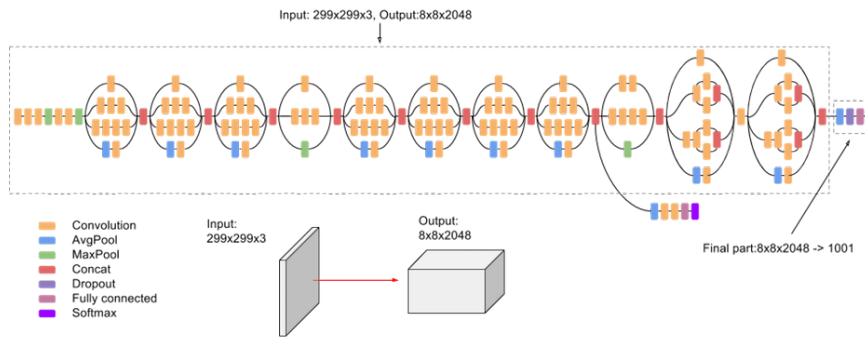 Input: 299x299x3, Output:8x8x2048
Convolution
AvgPool
MaxPool
Concat
Dropout
Fully connected
Softmax
Input:
299x299x3
Output:
8x8x2048
Final part:8x8x2048 -> 1001